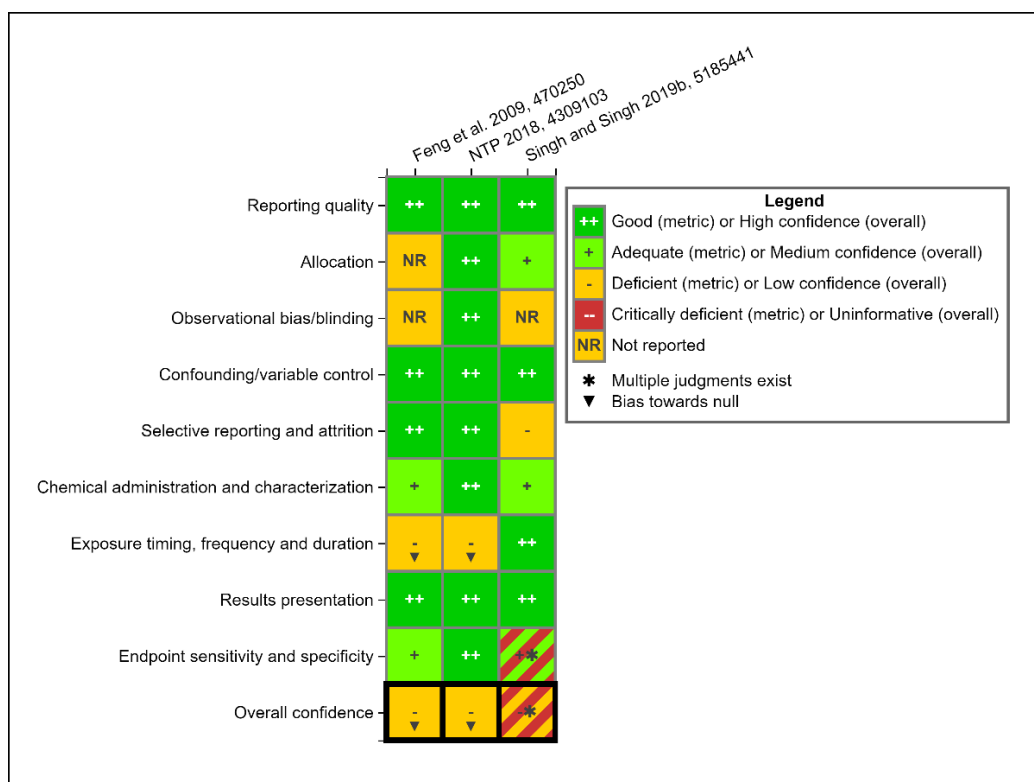 Feng et al. 2009, 470250
NTP 2018, 4309103
Singh and Singh 2019b, 5185441
Reporting quality ++ ++ ++
Allocation NR ++ +
Observational bias/blinding NR ++ NR
Confounding/variable control ++ ++ ++
Selective reporting and attrition ++ ++ -
Chemical administration and characterization + ++ +
Exposure timing, frequency and duration -▼ -▼ ++
Results presentation ++ ++ ++
Endpoint sensitivity and specificity + ++ +✱
Overall confidence -▼ -▼ -✱
Legend
++ Good (metric) or High confidence (overall)
+ Adequate (metric) or Medium confidence (overall)
- Deficient (metric) or Low confidence (overall)
-- Critically deficient (metric) or Uninformative (overall)
NR Not reported
✱ Multiple judgments exist
▼ Bias towards null